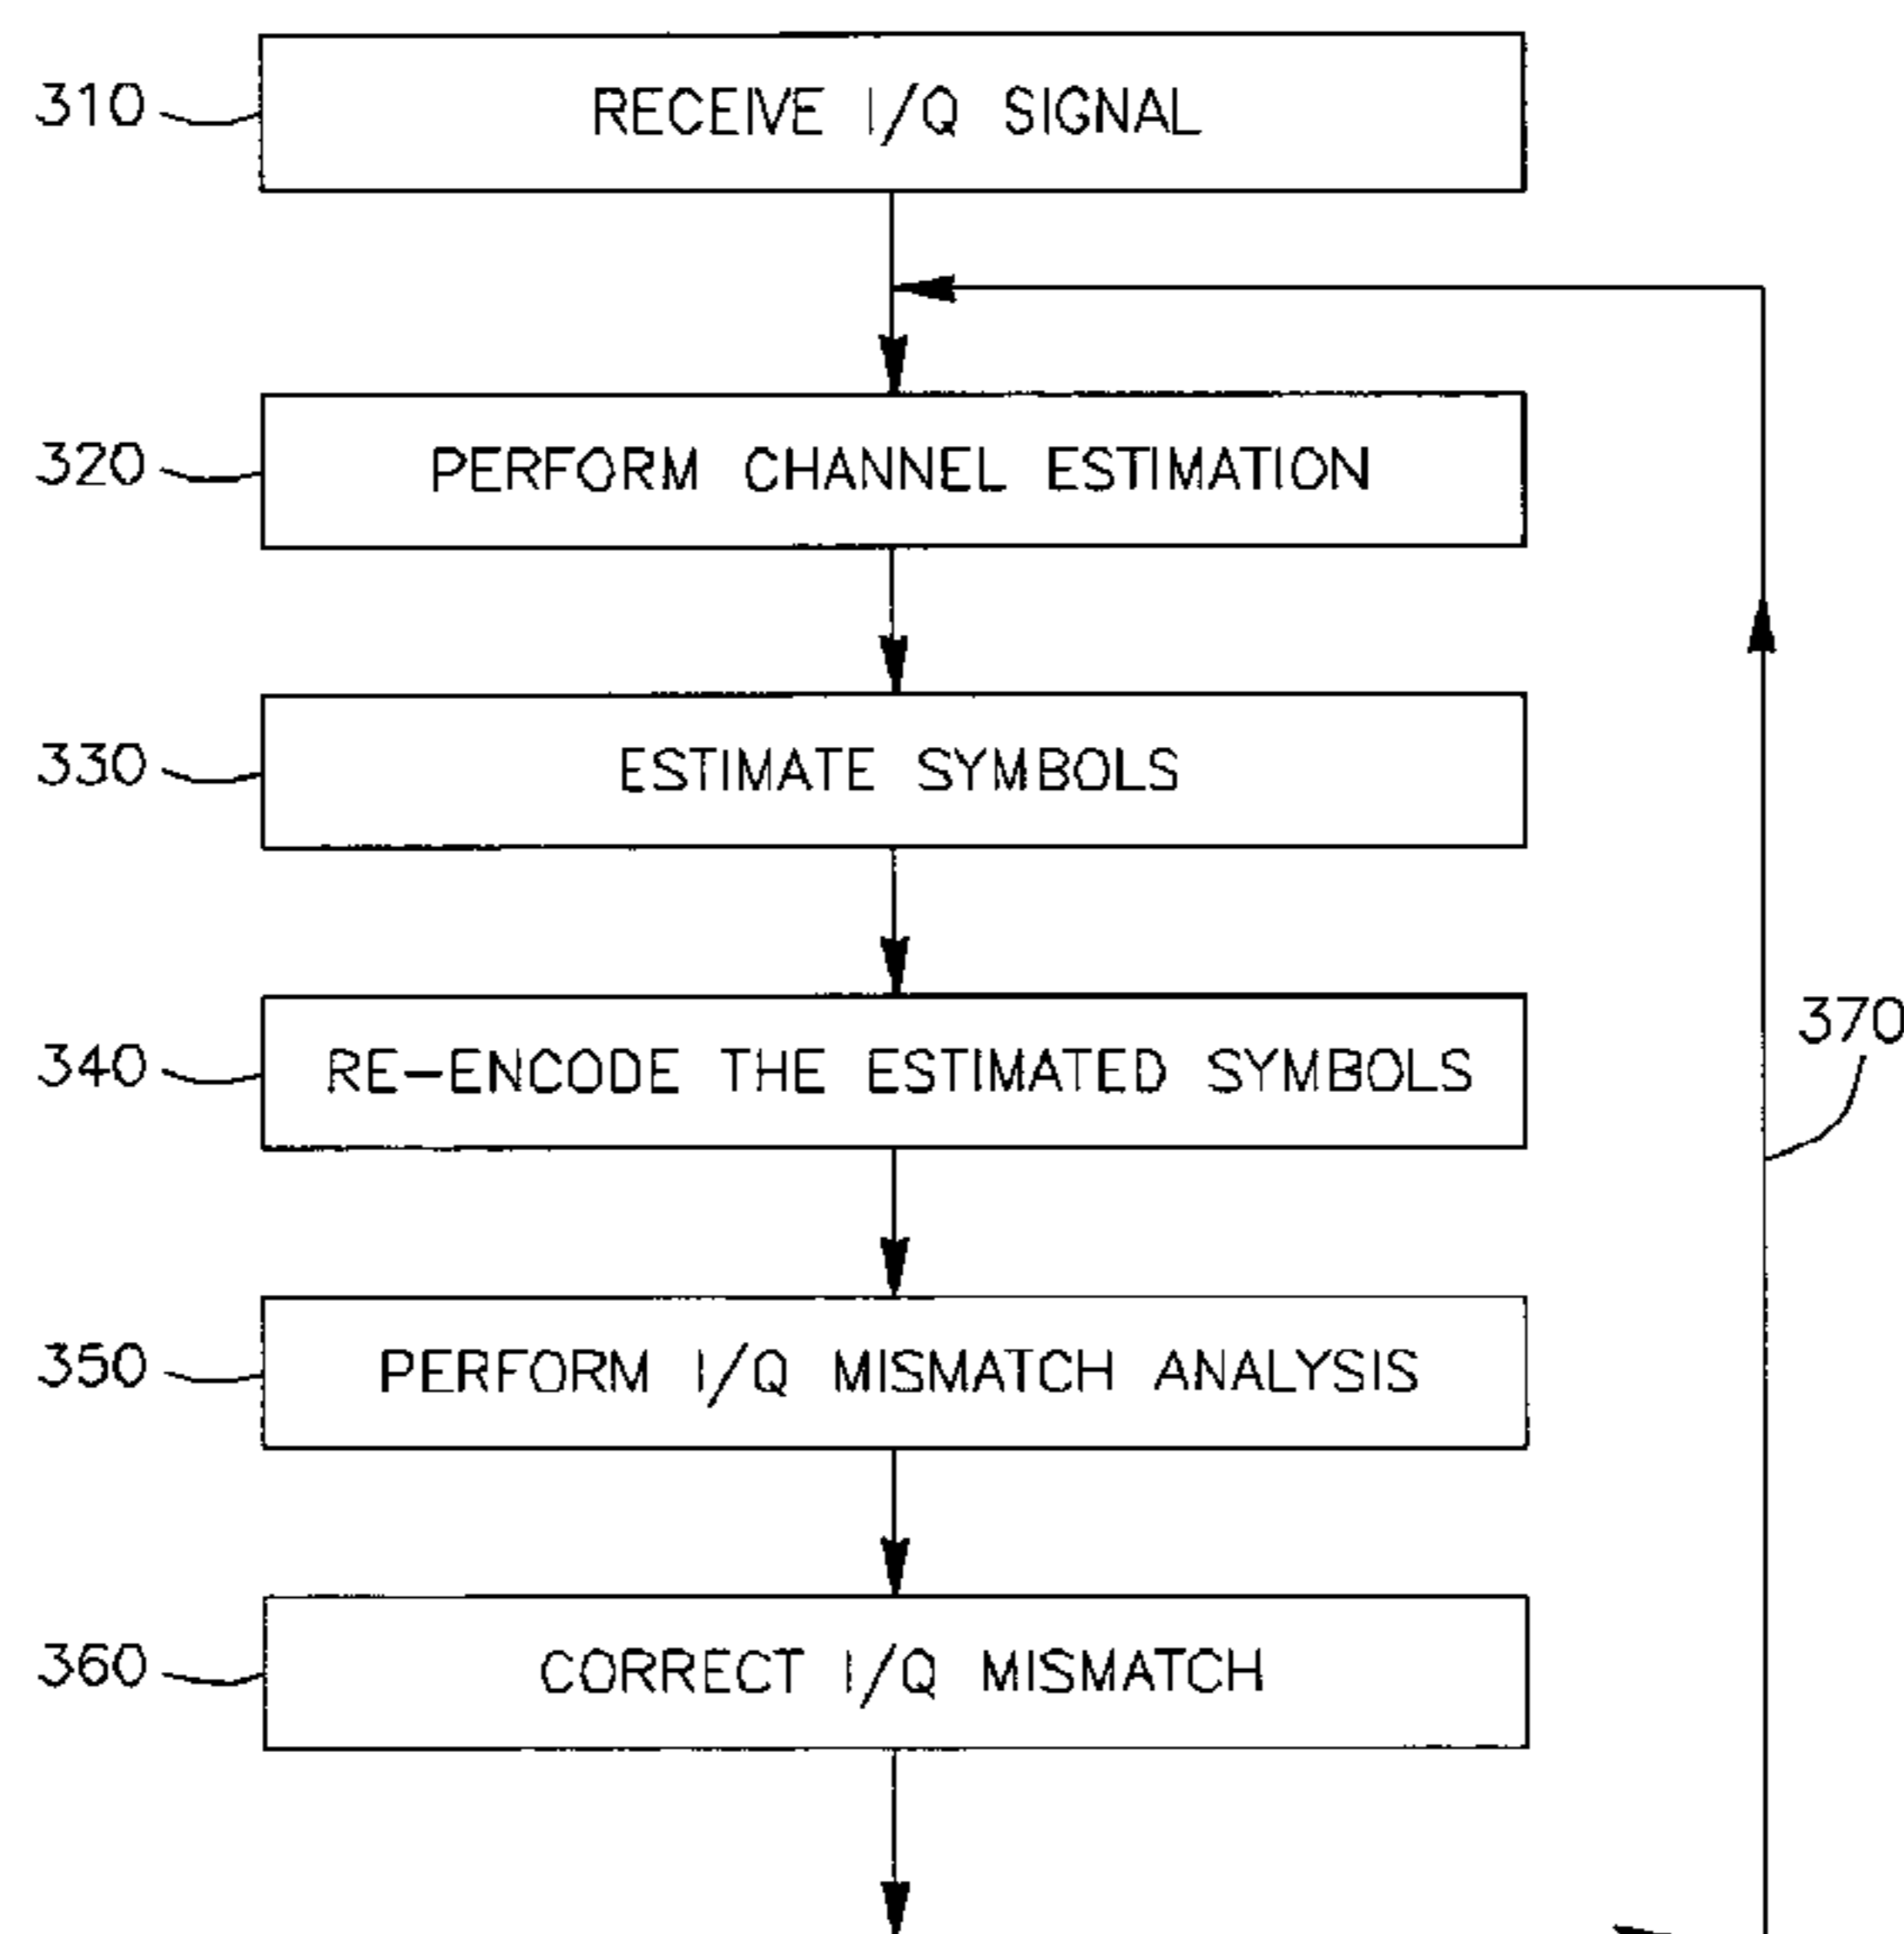 310 RECEIVE I/Q SIGNAL
320 PERFORM CHANNEL ESTIMATION
330 ESTIMATE SYMBOLS
370
340 RE-ENCODE THE ESTIMATED SYMBOLS
350 PERFORM I/Q MISMATCH ANALYSIS
360 CORRECT I/Q MISMATCH